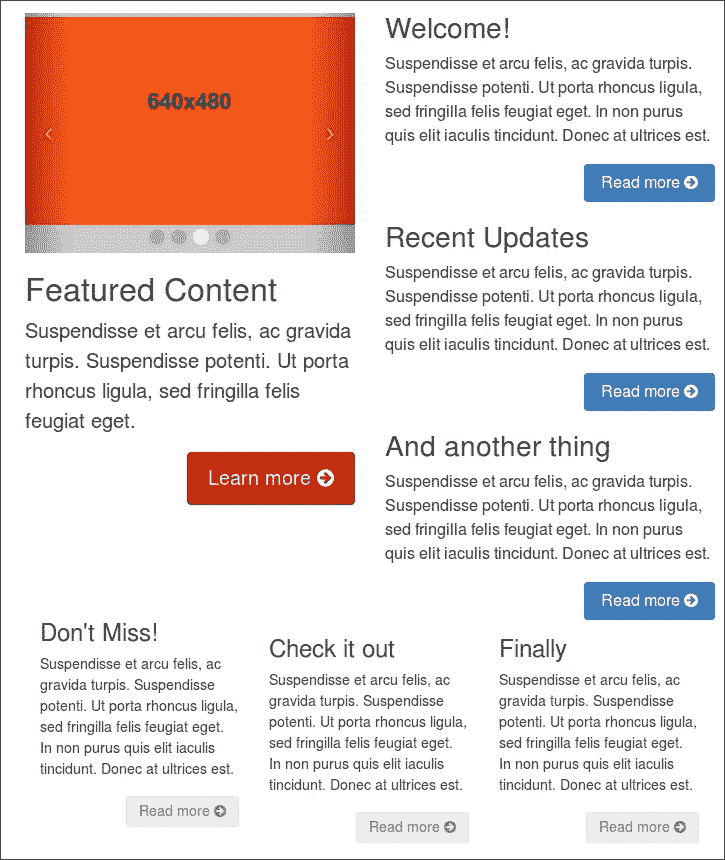 640x480
Featured Content
Suspendisse et arcu felis, ac gravida
turpis. Suspendisse potenti. Ut porta
rhoncus ligula, sed fringilla felis
feugiat eget.
Learn more
Welcome!
Suspendisse et arcu felis, ac gravida turpis.
Suspendisse potenti. Ut porta rhoncus ligula,
sed fringilla felis feugiat eget. In non purus
quis elit iaculis tincidunt. Donec at ultrices est.
Read more
Recent Updates
Suspendisse et arcu felis, ac gravida turpis.
Suspendisse potenti. Ut porta rhoncus ligula,
sed fringilla felis feugiat eget. In non purus
quis elit iaculis tincidunt. Donec at ultrices est.
Read more
And another thing
Suspendisse et arcu felis, ac gravida turpis.
Suspendisse potenti. Ut porta rhoncus ligula,
sed fringilla felis feugiat eget. In non purus
quis elit iaculis tincidunt. Donec at ultrices est.
Read more
Don't Miss!
Suspendisse et arcu felis, ac
gravida turpis. Suspendisse
potenti. Ut porta rhoncus ligula,
sed fringilla felis feugiat eget.
In non purus quis elit iaculis
tincidunt. Donec at ultrices est.
Read more
Check it out
Suspendisse et arcu felis, ac
gravida turpis. Suspendisse
potenti. Ut porta rhoncus ligula,
sed fringilla felis feugiat eget.
In non purus quis elit iaculis
tincidunt. Donec at ultrices est.
Read more
Finally
Suspendisse et arcu felis, ac
gravida turpis. Suspendisse
potenti. Ut porta rhoncus ligula,
sed fringilla felis feugiat eget.
In non purus quis elit iaculis
tincidunt. Donec at ultrices est.
Read more